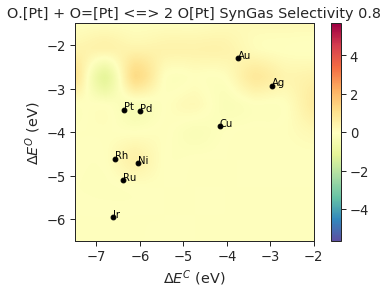 O.[Pt] + O=[Pt] <=> 2 O[Pt] SynGas Selectivity 0.8
Au
Ag
Pt
Pd
Cu
Rh
Ni
Ru
Ir
−2
−3
−4
−5
−6
ΔE^O (eV)
−7
−6
−5
−4
−3
−2
ΔE^C (eV)
4
2
0
−2
−4